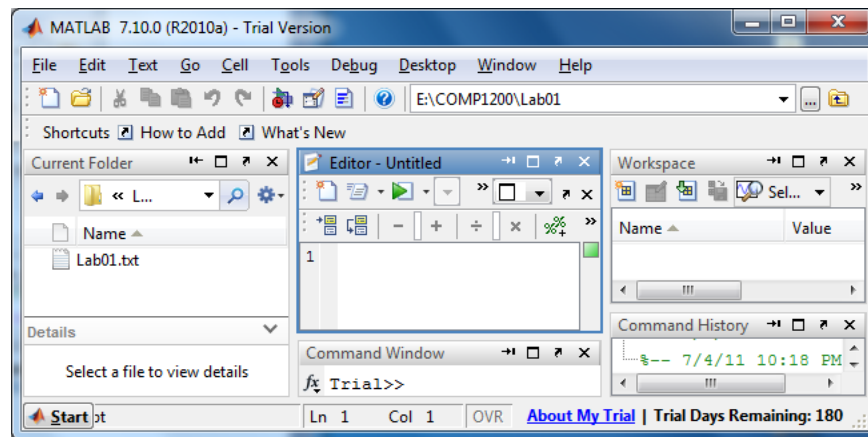 MATLAB 7.10.0 (R2010a) - Trial Version
File Edit Text Go Cell Tools Debug Desktop Window Help
E:\COMP1200\Lab01
Shortcuts How to Add What's New
Current Folder
« L...
Name
Lab01.txt
Details
Select a file to view details
Editor - Untitled
»
− + ÷ × »
1
Command Window
fx Trial>>
Workspace
Sel... »
Name Value
Command History
%-- 7/4/11 10:18 PM
Start
Ln 1 Col 1 OVR About My Trial | Trial Days Remaining: 180